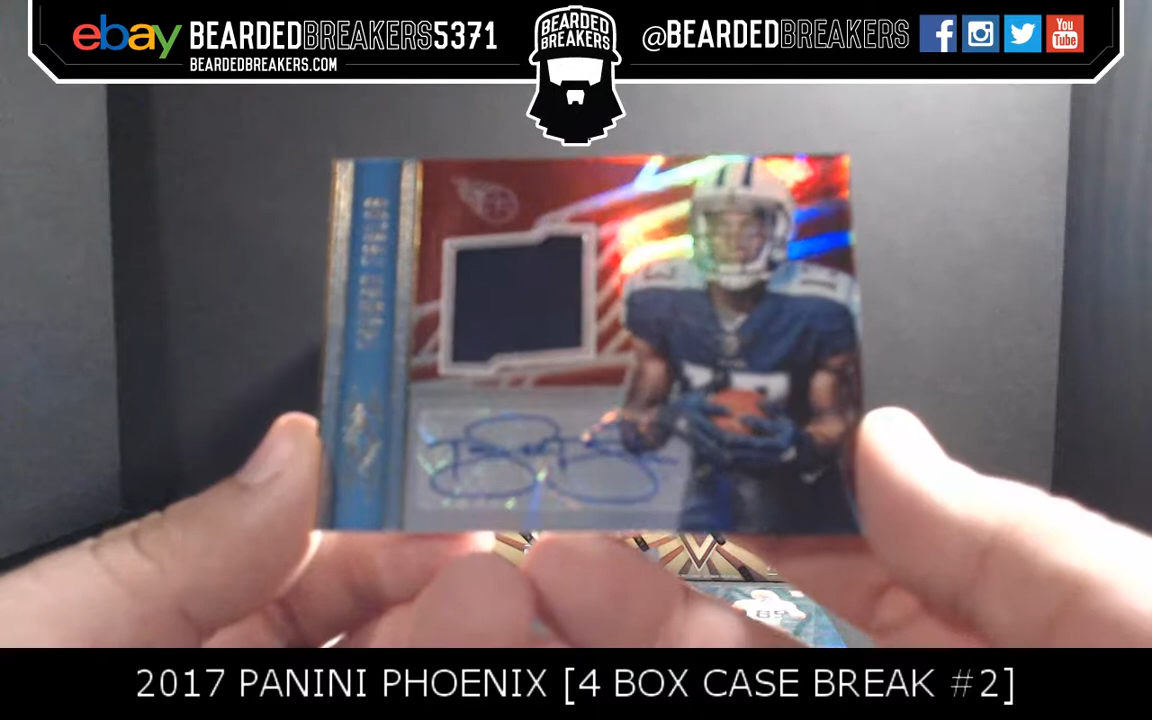 ebay BEARDEDBREAKERS5371
BEARDEDBREAKERS.COM
BEARDED
BREAKERS
@BEARDEDBREAKERS
f
You
Tube
2017 PANINI PHOENIX [4 BOX CASE BREAK #2]